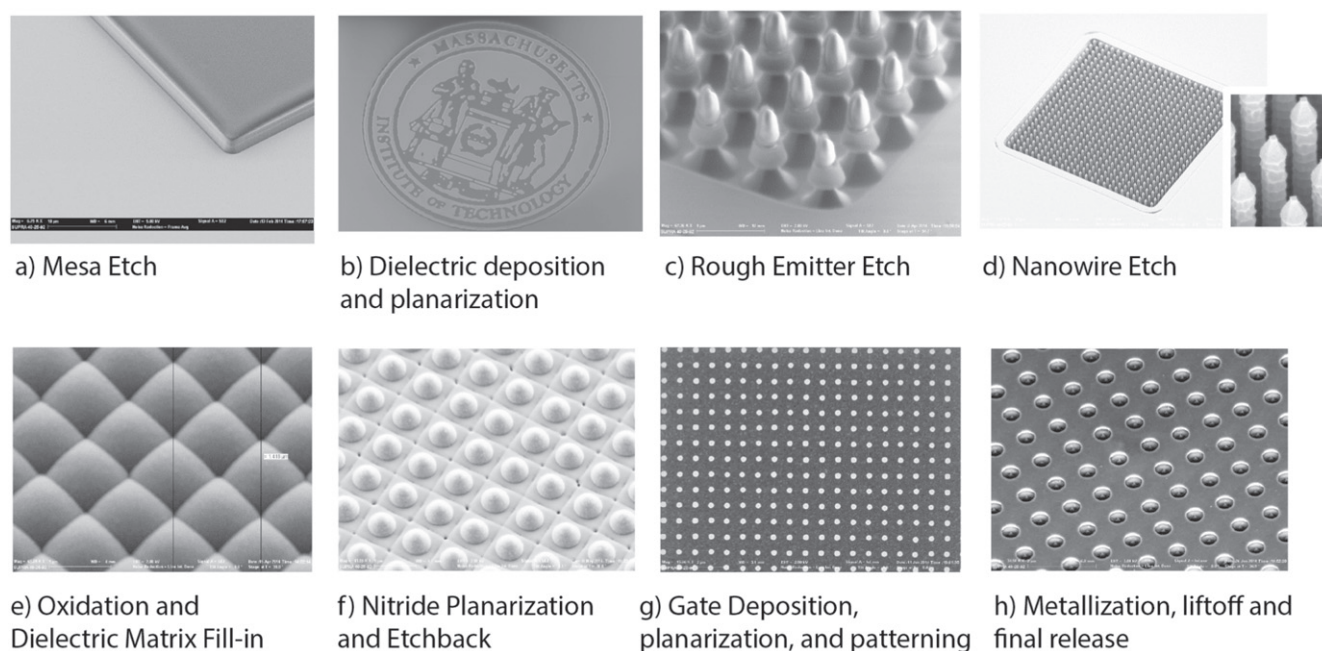 MASSACHUSETTS
INSTITUTE OF TECHNOLOGY
a) Mesa Etch
b) Dielectric deposition
and planarization
c) Rough Emitter Etch
d) Nanowire Etch
e) Oxidation and
Dielectric Matrix Fill-in
f) Nitride Planarization
and Etchback
g) Gate Deposition,
planarization, and patterning
h) Metallization, liftoff and
final release